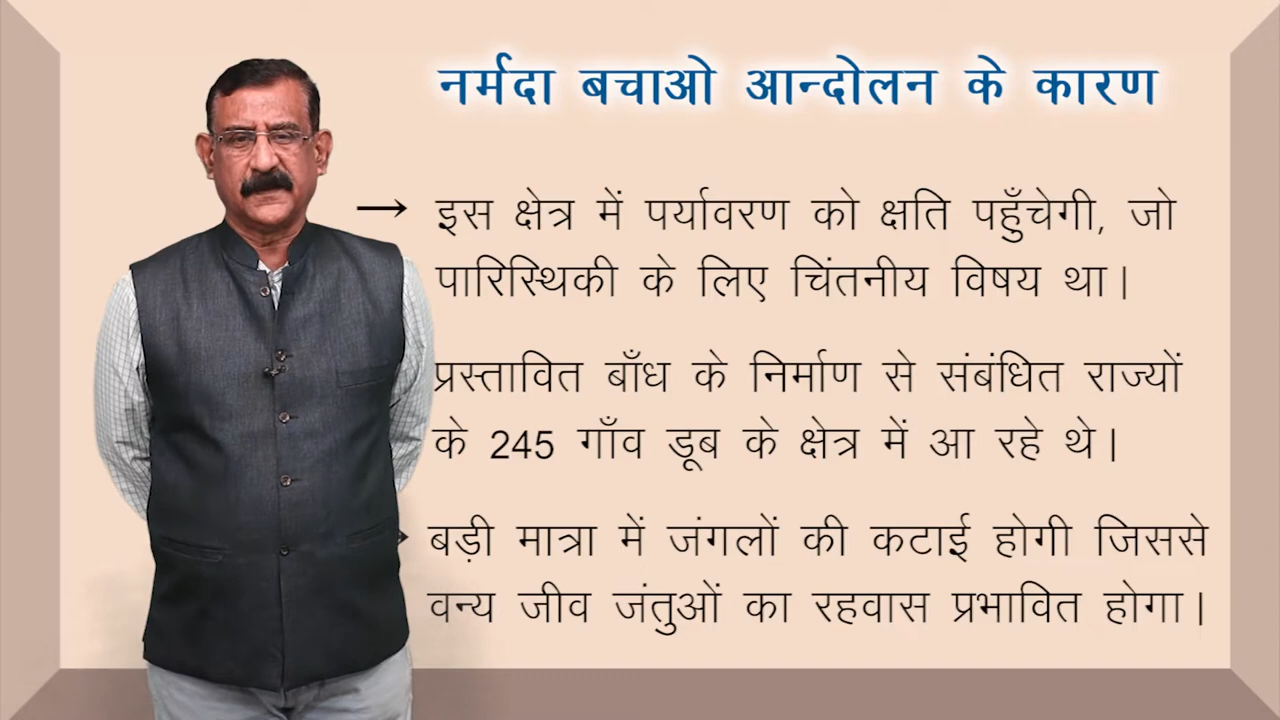 नर्मदा बचाओ आन्दोलन के कारण
→ इस क्षेत्र में पर्यावरण को क्षति पहुँचेगी, जो
पारिस्थिकी के लिए चिंतनीय विषय था।
प्रस्तावित बाँध के निर्माण से संबंधित राज्यों
के 245 गाँव डूब के क्षेत्र में आ रहे थे।
बड़ी मात्रा में जंगलों की कटाई होगी जिससे
वन्य जीव जंतुओं का रहवास प्रभावित होगा।